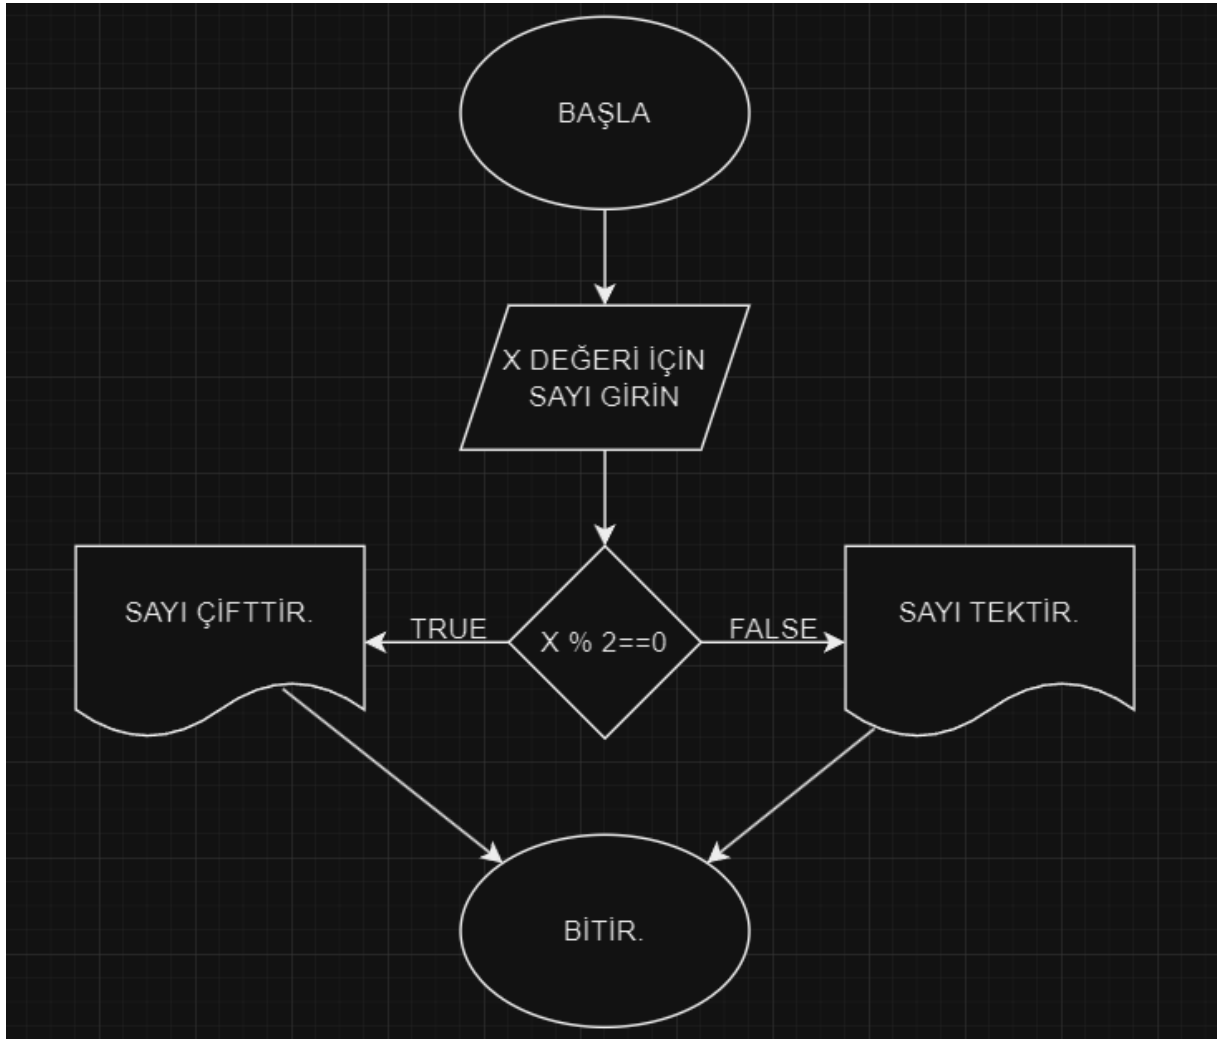 BAŞLA
X DEĞERİ İÇİN
SAYI GİRİN
SAYI ÇİFTTİR.
TRUE
X % 2==0
FALSE
SAYI TEKTİR.
BİTİR.